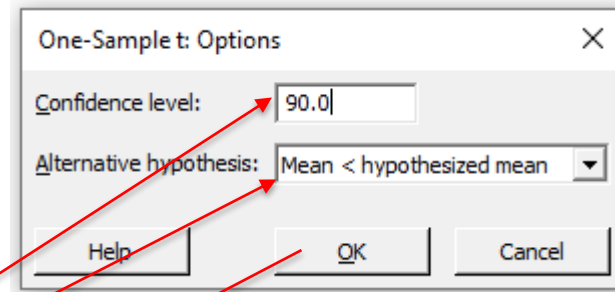 One-Sample t: Options
Confidence level: 90.0
Alternative hypothesis: Mean < hypothesized mean
Help OK Cancel